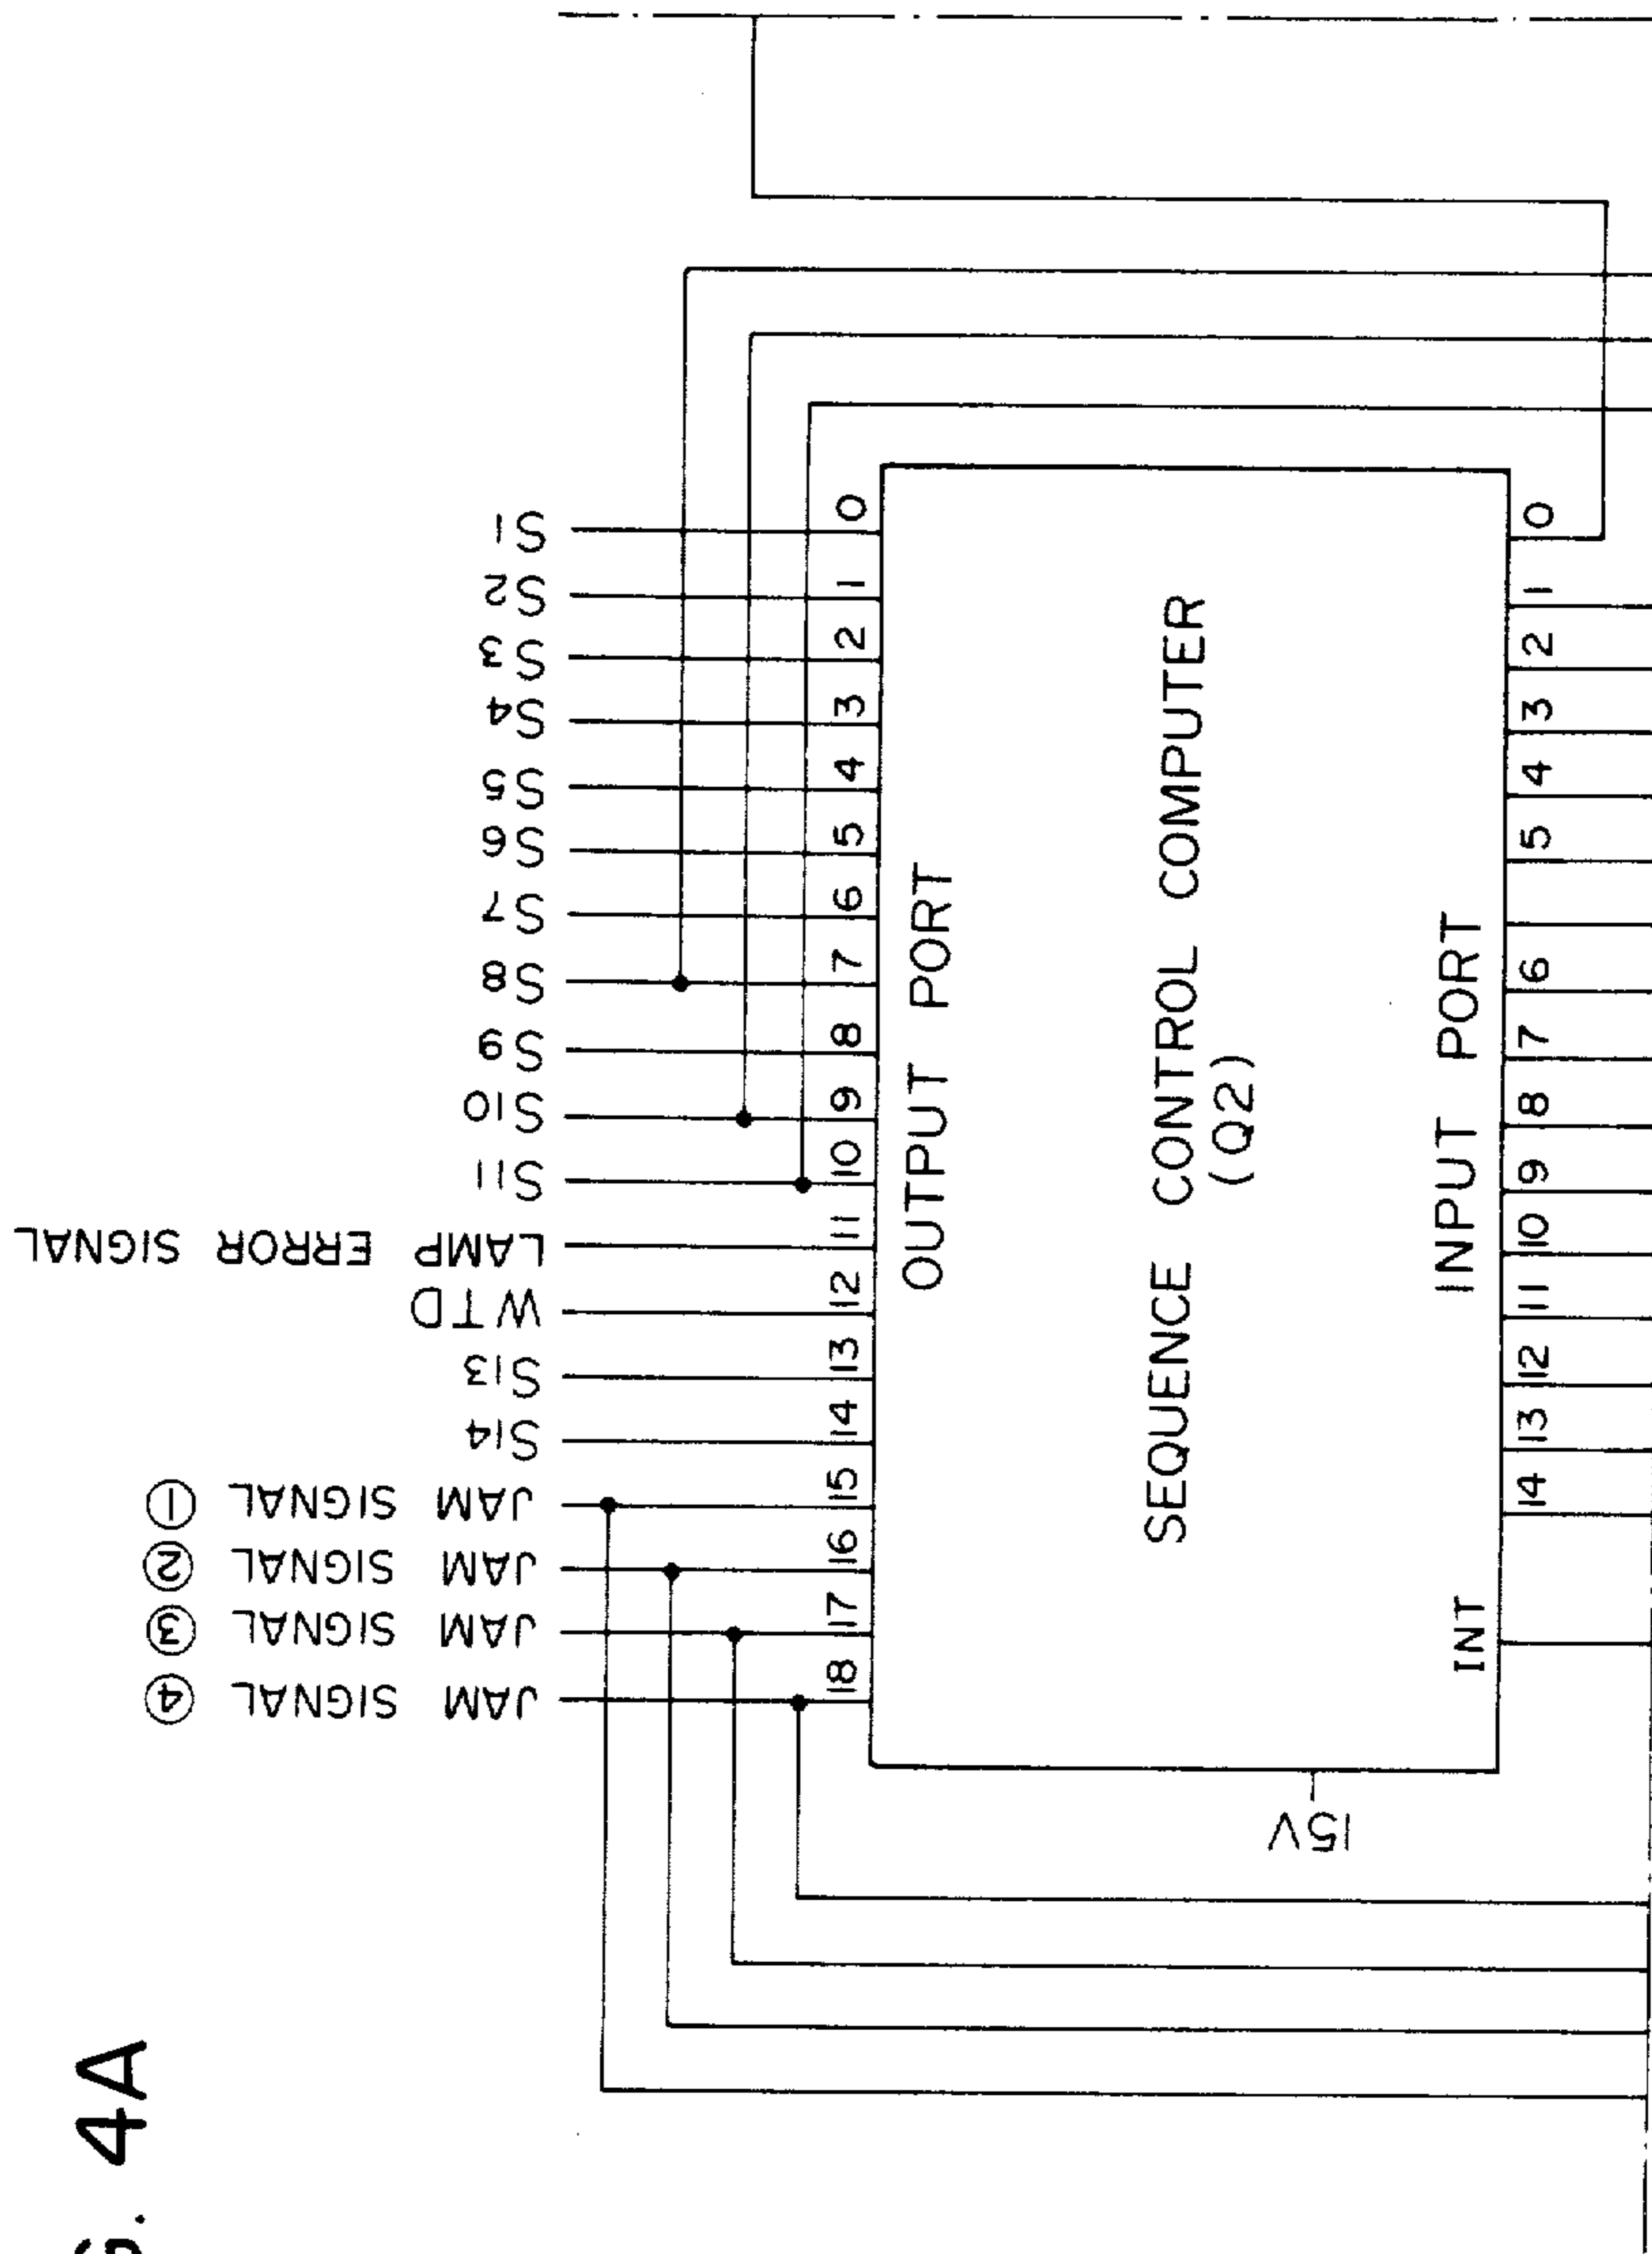 G. 4A
S1
S2
S3
S4
S5
S6
S7
S8
S9
S10
S11
LAMP ERROR SIGNAL
WTD
S13
S14
JAM SIGNAL ①
JAM SIGNAL ②
JAM SIGNAL ③
JAM SIGNAL ④
0
1
2
3
4
5
6
7
8
9
10
11
12
13
14
15
16
17
18
OUTPUT PORT
SEQUENCE CONTROL COMPUTER
(Q2)
INPUT PORT
INT
15V
0
1
2
3
4
5
6
7
8
9
10
11
12
13
14